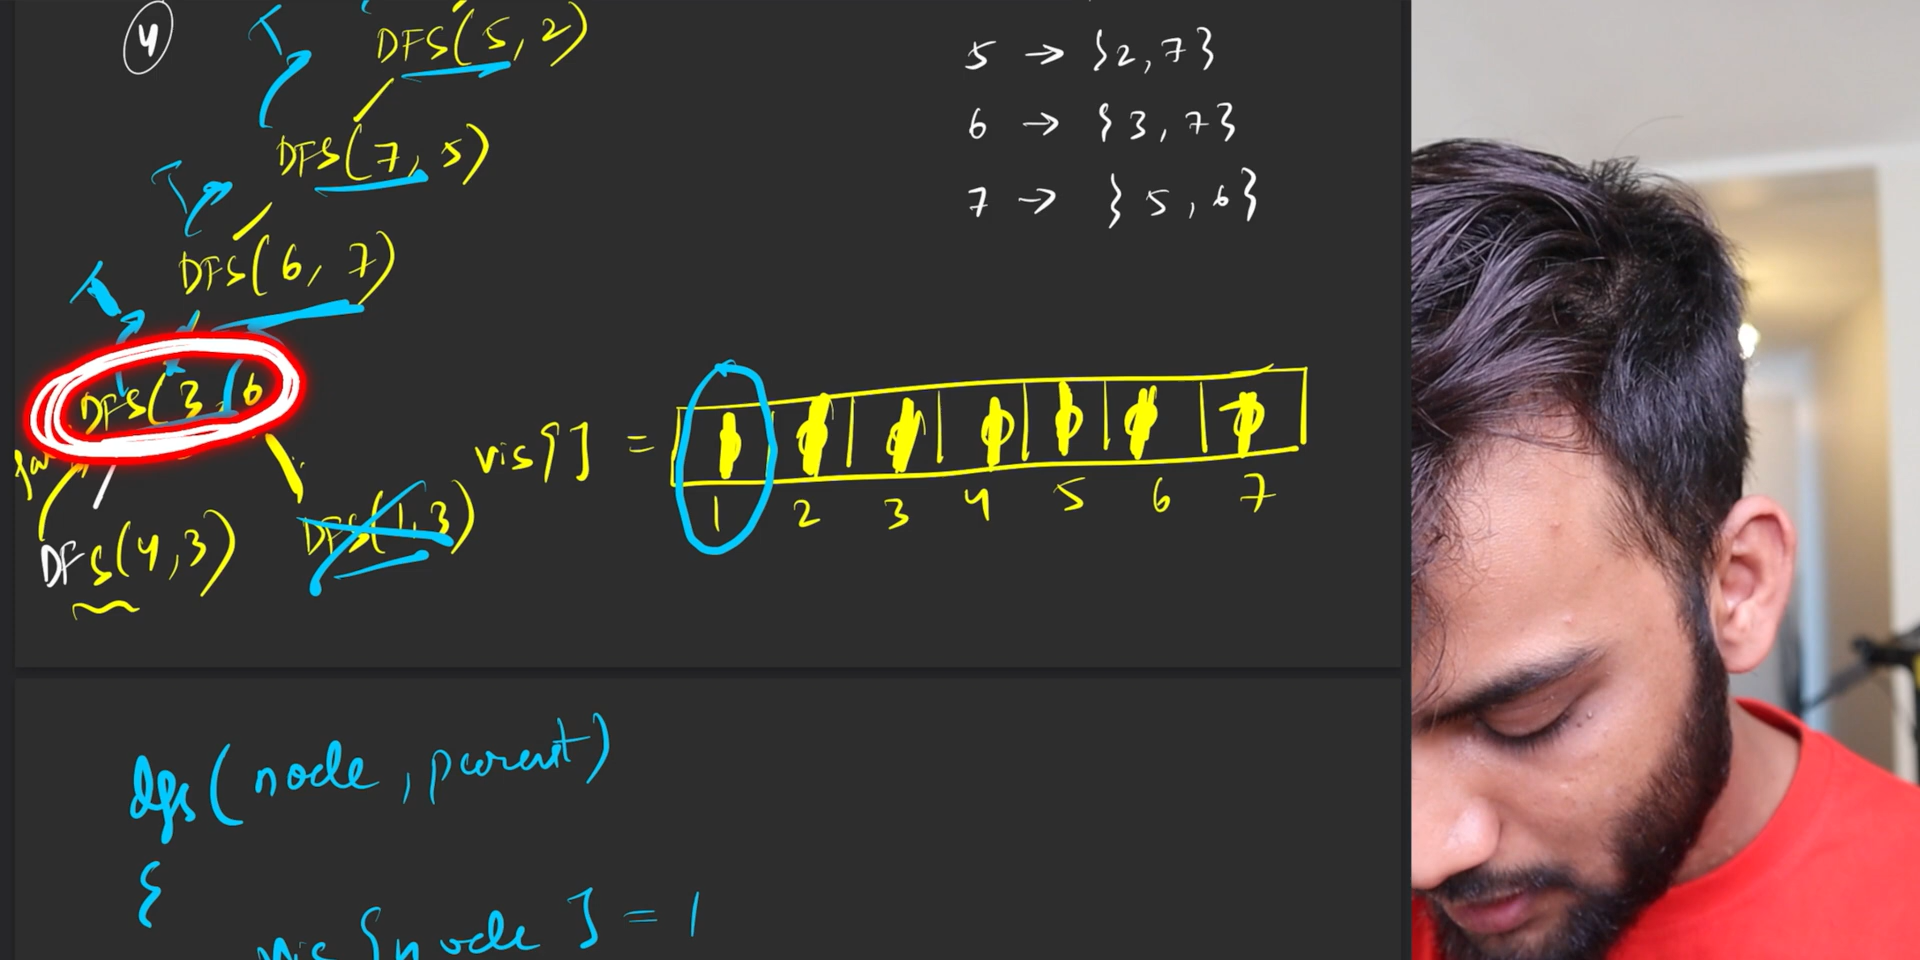 4
T DFS(5, 2)
5 → {2, 7}
DFS(7, 5)
6 → {3, 7}
T
7 → {5, 6}
DFS(6, 7)
T
DFS(3, 6
vis[] =
1 2 3 4 5 6 7
DFS(4, 3)
DFS(1, 3)
dfs(node, parent)
{
vis[node] = 1